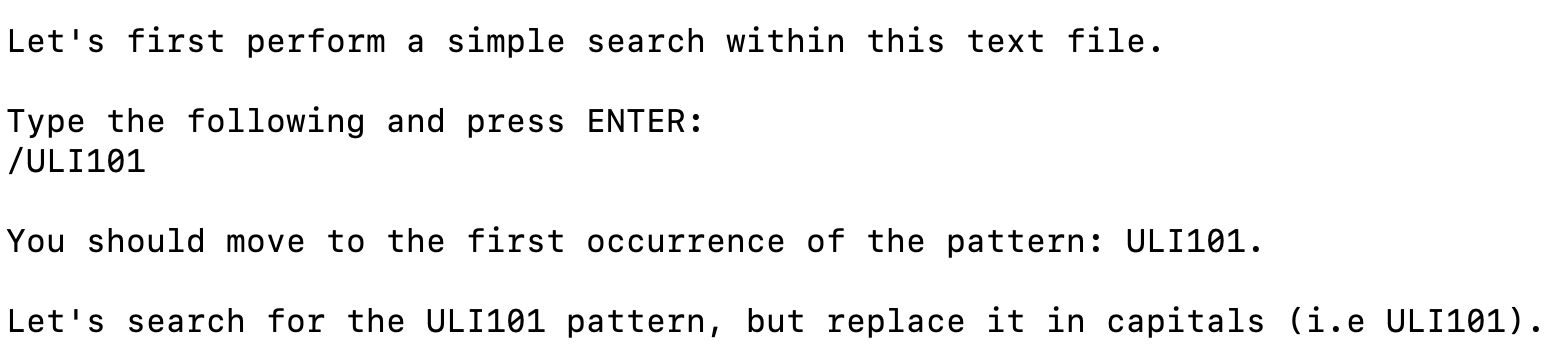 Let's first perform a simple search within this text file.
Type the following and press ENTER:
/ULI101
You should move to the first occurrence of the pattern: ULI101.
Let's search for the ULI101 pattern, but replace it in capitals (i.e ULI101).